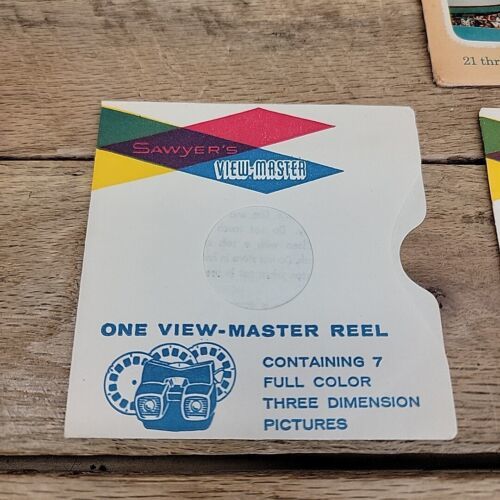 21 thr
SAWYER'S
VIEW-MASTER
ONE VIEW-MASTER REEL
CONTAINING 7
FULL COLOR
THREE DIMENSION
PICTURES